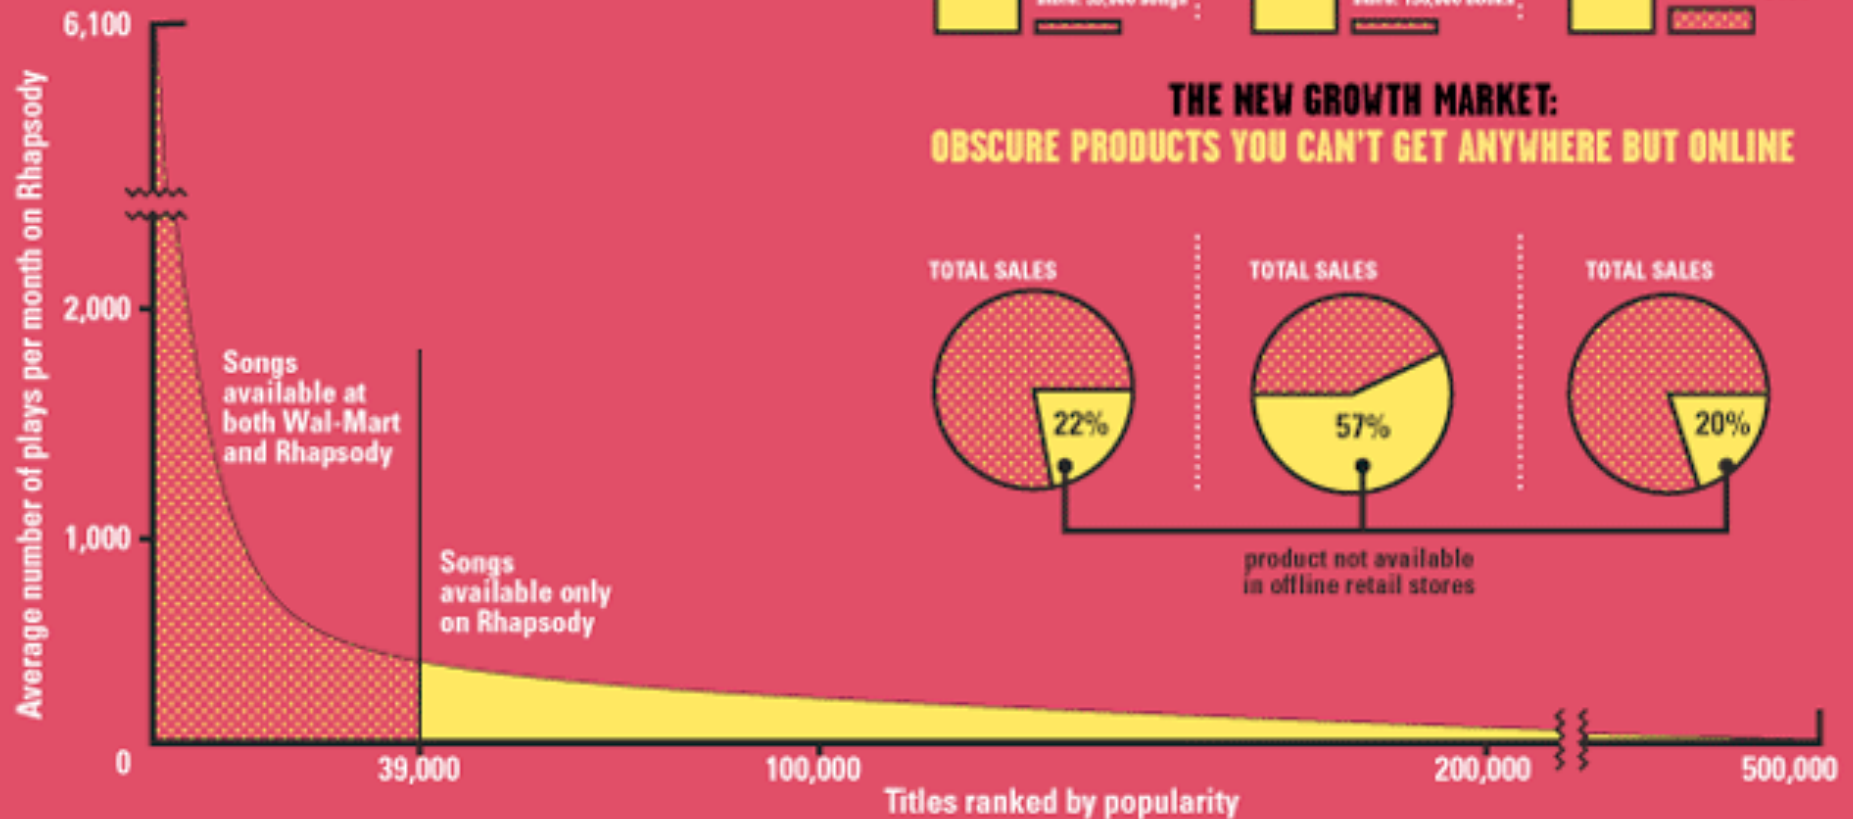 6,100
2,000
1,000
0
Average number of plays per month on Rhapsody
Songs
available at
both Wal-Mart
and Rhapsody
Songs
available only
on Rhapsody
39,000
100,000
200,000
500,000
Titles ranked by popularity
THE NEW GROWTH MARKET:
OBSCURE PRODUCTS YOU CAN'T GET ANYWHERE BUT ONLINE
TOTAL SALES
22%
TOTAL SALES
57%
TOTAL SALES
20%
product not available
in offline retail stores